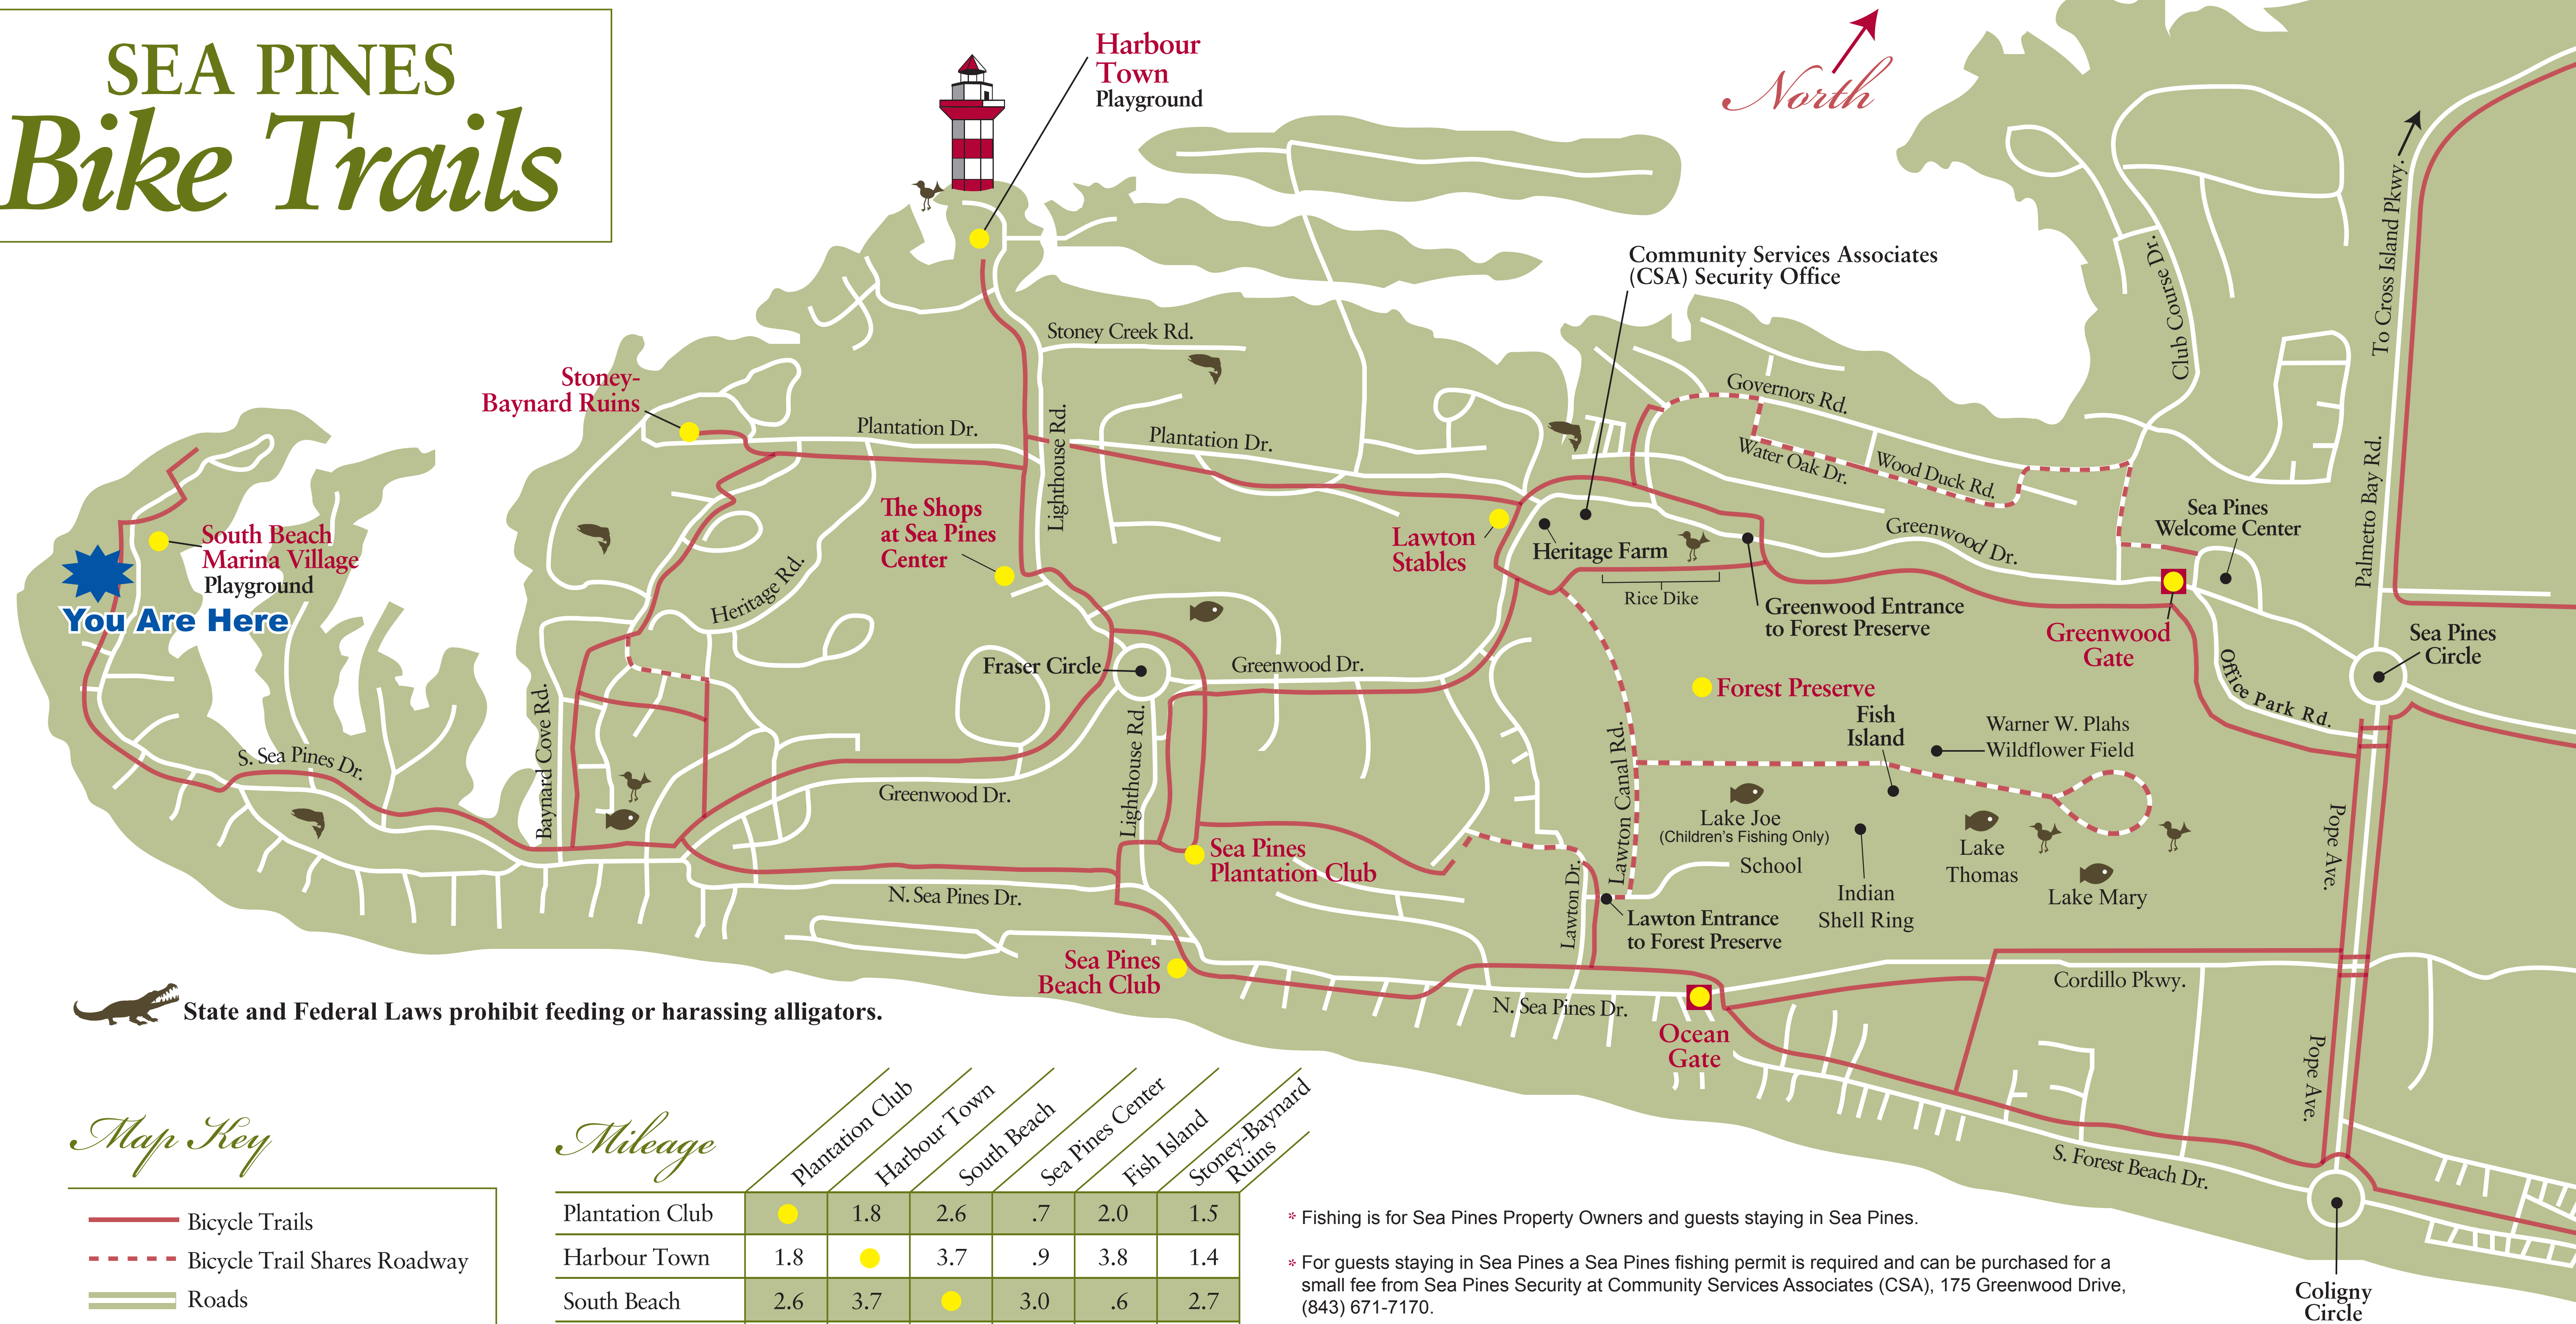 SEA PINES
Bike Trails
Harbour
Town
Playground
North
To Cross Island Pkwy.
Club Course Dr.
Community Services Associates
(CSA) Security Office
Stoney Creek Rd.
Stoney-
Baynard Ruins
Plantation Dr.
Lighthouse Rd.
Plantation Dr.
Governors Rd.
Water Oak Dr.
Wood Duck Rd.
Palmetto Bay Rd.
The Shops
at Sea Pines
Center
Lawton
Stables
Heritage Farm
Greenwood Dr.
Sea Pines
Welcome Center
South Beach
Marina Village
Playground
You Are Here
Heritage Rd.
Rice Dike
Greenwood Entrance
to Forest Preserve
Greenwood
Gate
Sea Pines
Circle
Fraser Circle
Greenwood Dr.
Office Park Rd.
Forest Preserve
Fish
Island
Warner W. Plahs
Wildflower Field
Baynard Cove Rd.
Lighthouse Rd.
Lawton Canal Rd.
S. Sea Pines Dr.
Greenwood Dr.
Lake Joe
(Children's Fishing Only)
School
Indian
Shell Ring
Lake
Thomas
Lake Mary
Pope Ave.
Sea Pines
Plantation Club
N. Sea Pines Dr.
Lawton Dr.
Lawton Entrance
to Forest Preserve
Sea Pines
Beach Club
N. Sea Pines Dr.
Ocean
Gate
Cordillo Pkwy.
Pope Ave.
S. Forest Beach Dr.
Coligny
Circle
State and Federal Laws prohibit feeding or harassing alligators.
Map Key
Bicycle Trails
Bicycle Trail Shares Roadway
Roads
Mileage
Plantation Club
Harbour Town
South Beach
Sea Pines Center
Fish Island
Stoney-Baynard
Ruins
Plantation Club 1.8 2.6 .7 2.0 1.5
Harbour Town 1.8 3.7 .9 3.8 1.4
South Beach 2.6 3.7 3.0 .6 2.7
* Fishing is for Sea Pines Property Owners and guests staying in Sea Pines.
* For guests staying in Sea Pines a Sea Pines fishing permit is required and can be purchased for a
small fee from Sea Pines Security at Community Services Associates (CSA), 175 Greenwood Drive,
(843) 671-7170.